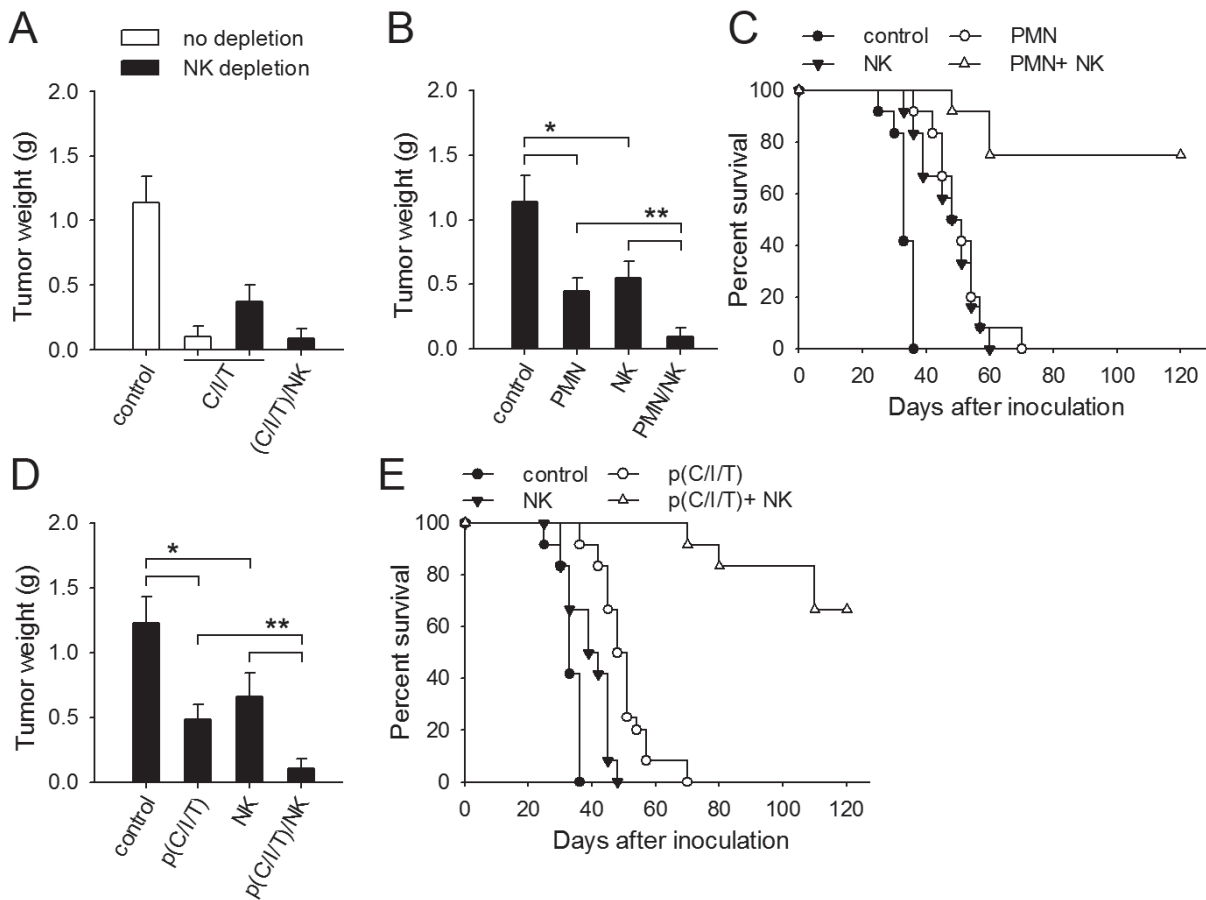 A
no depletion
NK depletion
Tumor weight (g)
2.0
1.5
1.0
0.5
0.0
control
C/I/T
(C/I/T)/NK
B
Tumor weight (g)
2.0
1.5
1.0
0.5
0.0
*
**
control
PMN
NK
PMN/NK
C
control
PMN
NK
PMN+ NK
Percent survival
100
80
60
40
20
0
0 20 40 60 80 100 120
Days after inoculation
D
Tumor weight (g)
2.0
1.5
1.0
0.5
0.0
*
**
control
p(C/I/T)
NK
p(C/I/T)/NK
E
control
p(C/I/T)
NK
p(C/I/T)+ NK
Percent survival
100
80
60
40
20
0
0 20 40 60 80 100 120
Days after inoculation